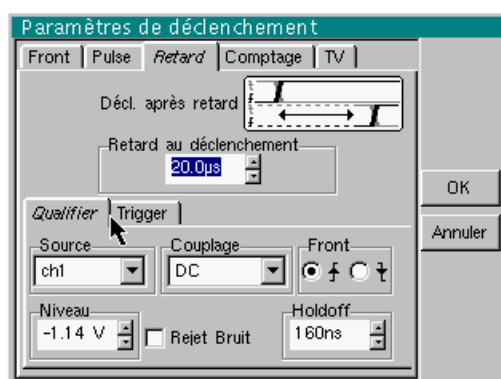 Paramètres de déclenchement
Front Pulse Retard Comptage TV
Décl. après retard
Retard au déclenchement
20.0µs
OK
Annuler
Qualifier Trigger
Source Couplage Front
ch1 DC
Niveau Holdoff
-1.14 V Rejet Bruit 160ns